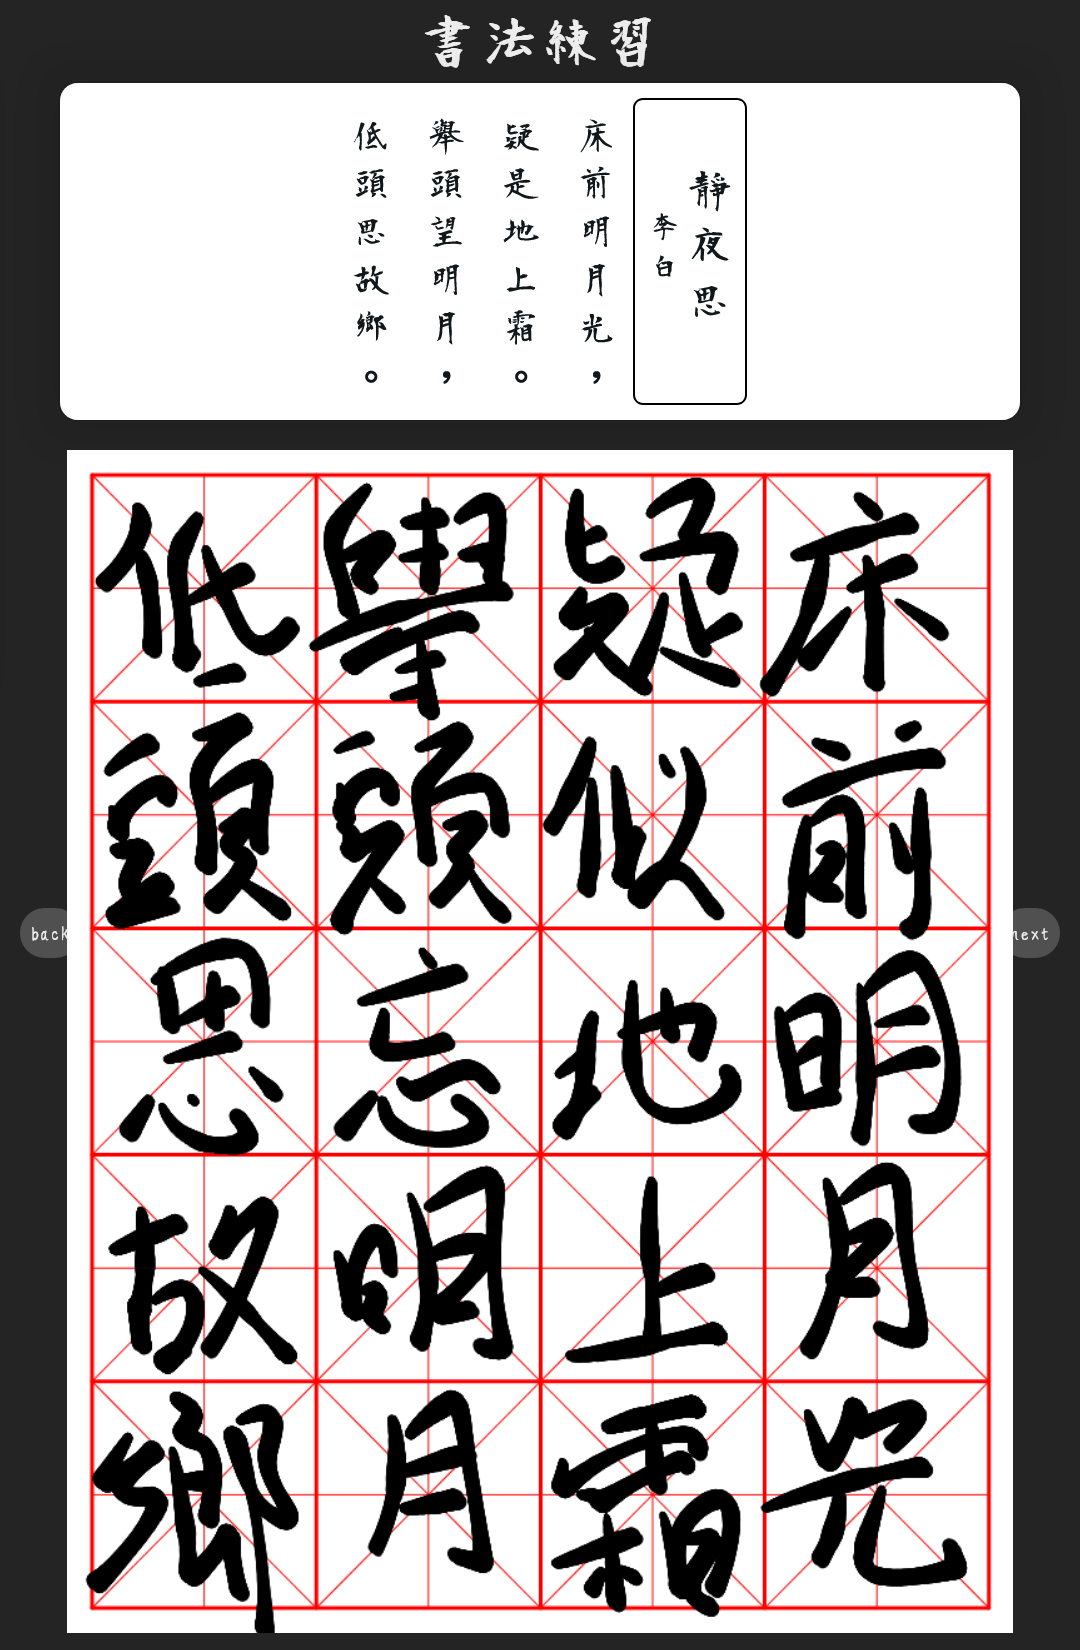 書法練習
靜夜思
李白
床前明月光，
疑是地上霜。
舉頭望明月，
低頭思故鄉。
back
next
床前明月光
疑似地上霜
舉頭忘明月
低頭思故鄉